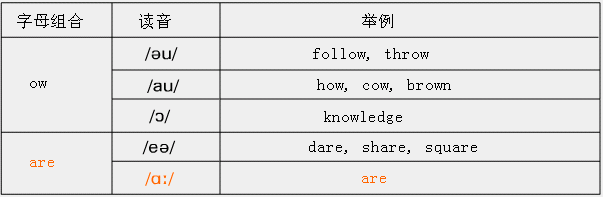 字母组合 读音 举例
ow /əu/ follow, throw
/au/ how, cow, brown
/ɔ/ knowledge
are /eə/ dare, share, square
/ɑː/ are